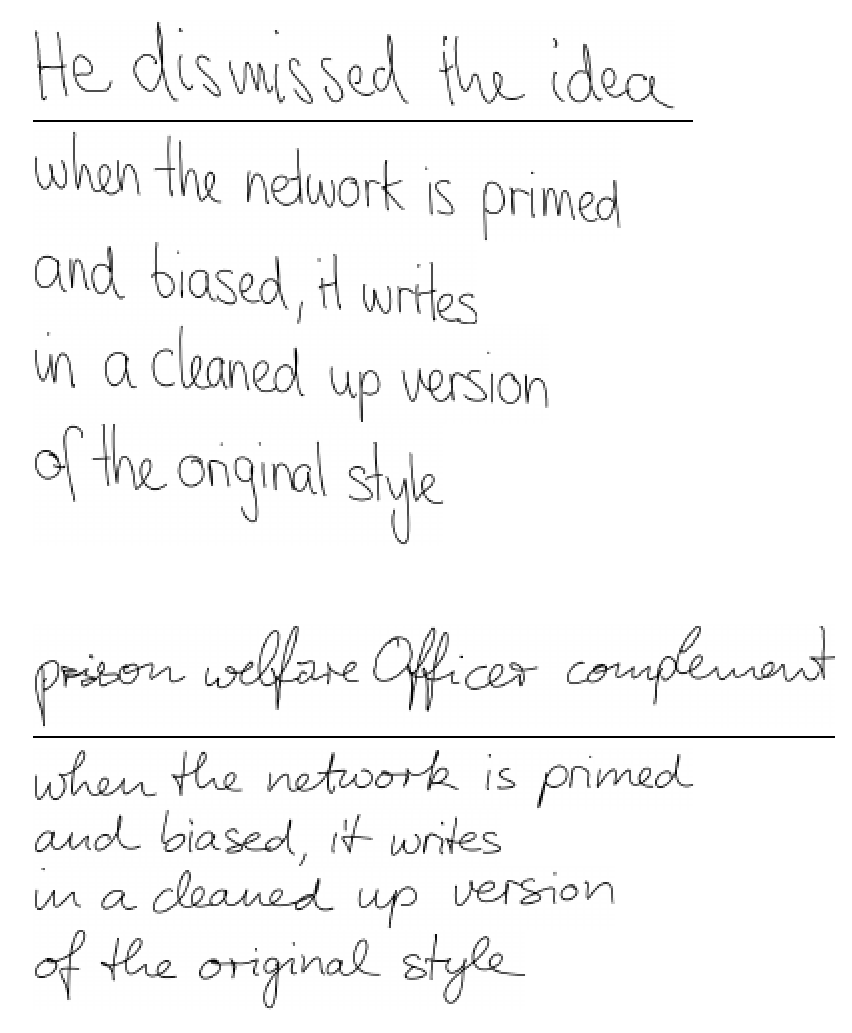 He dismissed the idea
when the network is primed
and biased, it writes
in a cleaned up version
of the original style
prison welfare Officer complement
when the network is primed
and biased, it writes
in a cleaned up version
of the original style